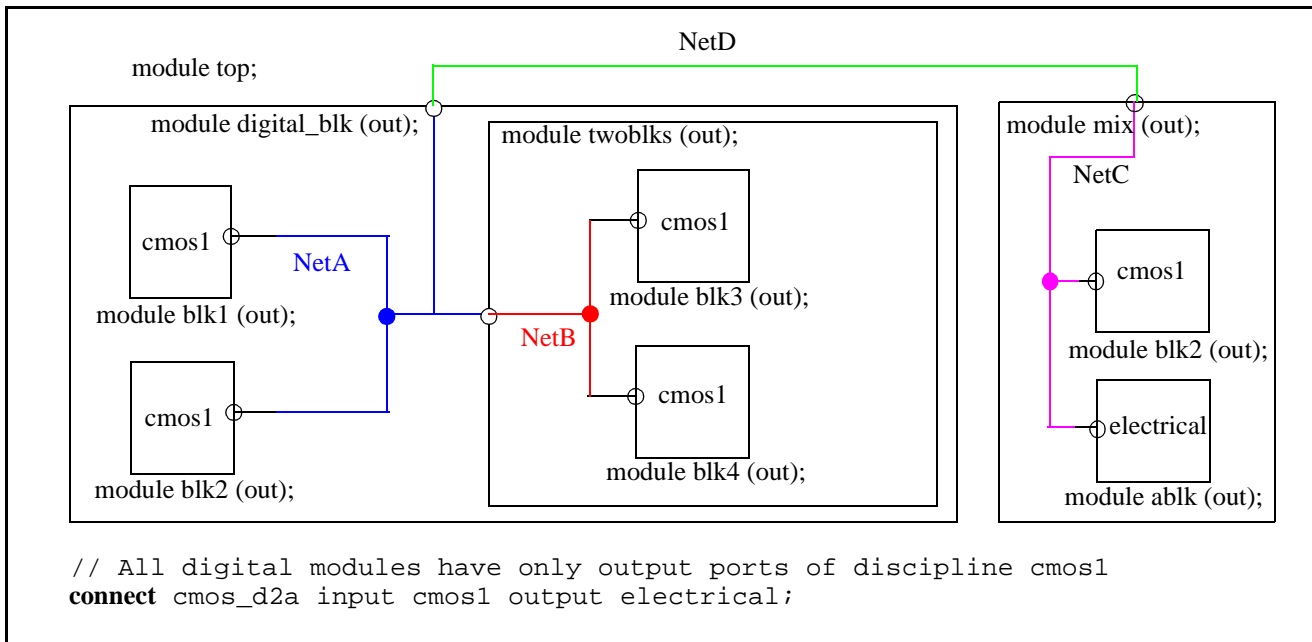 NetD
module top;
module digital_blk (out);
module mix (out);
module twoblks (out);
NetC
cmos1
cmos1
NetA
cmos1
module blk1 (out);
module blk3 (out);
NetB
module blk2 (out);
cmos1
cmos1
electrical
module blk4 (out);
module blk2 (out);
module ablk (out);
// All digital modules have only output ports of discipline cmos1
connect cmos_d2a input cmos1 output electrical;